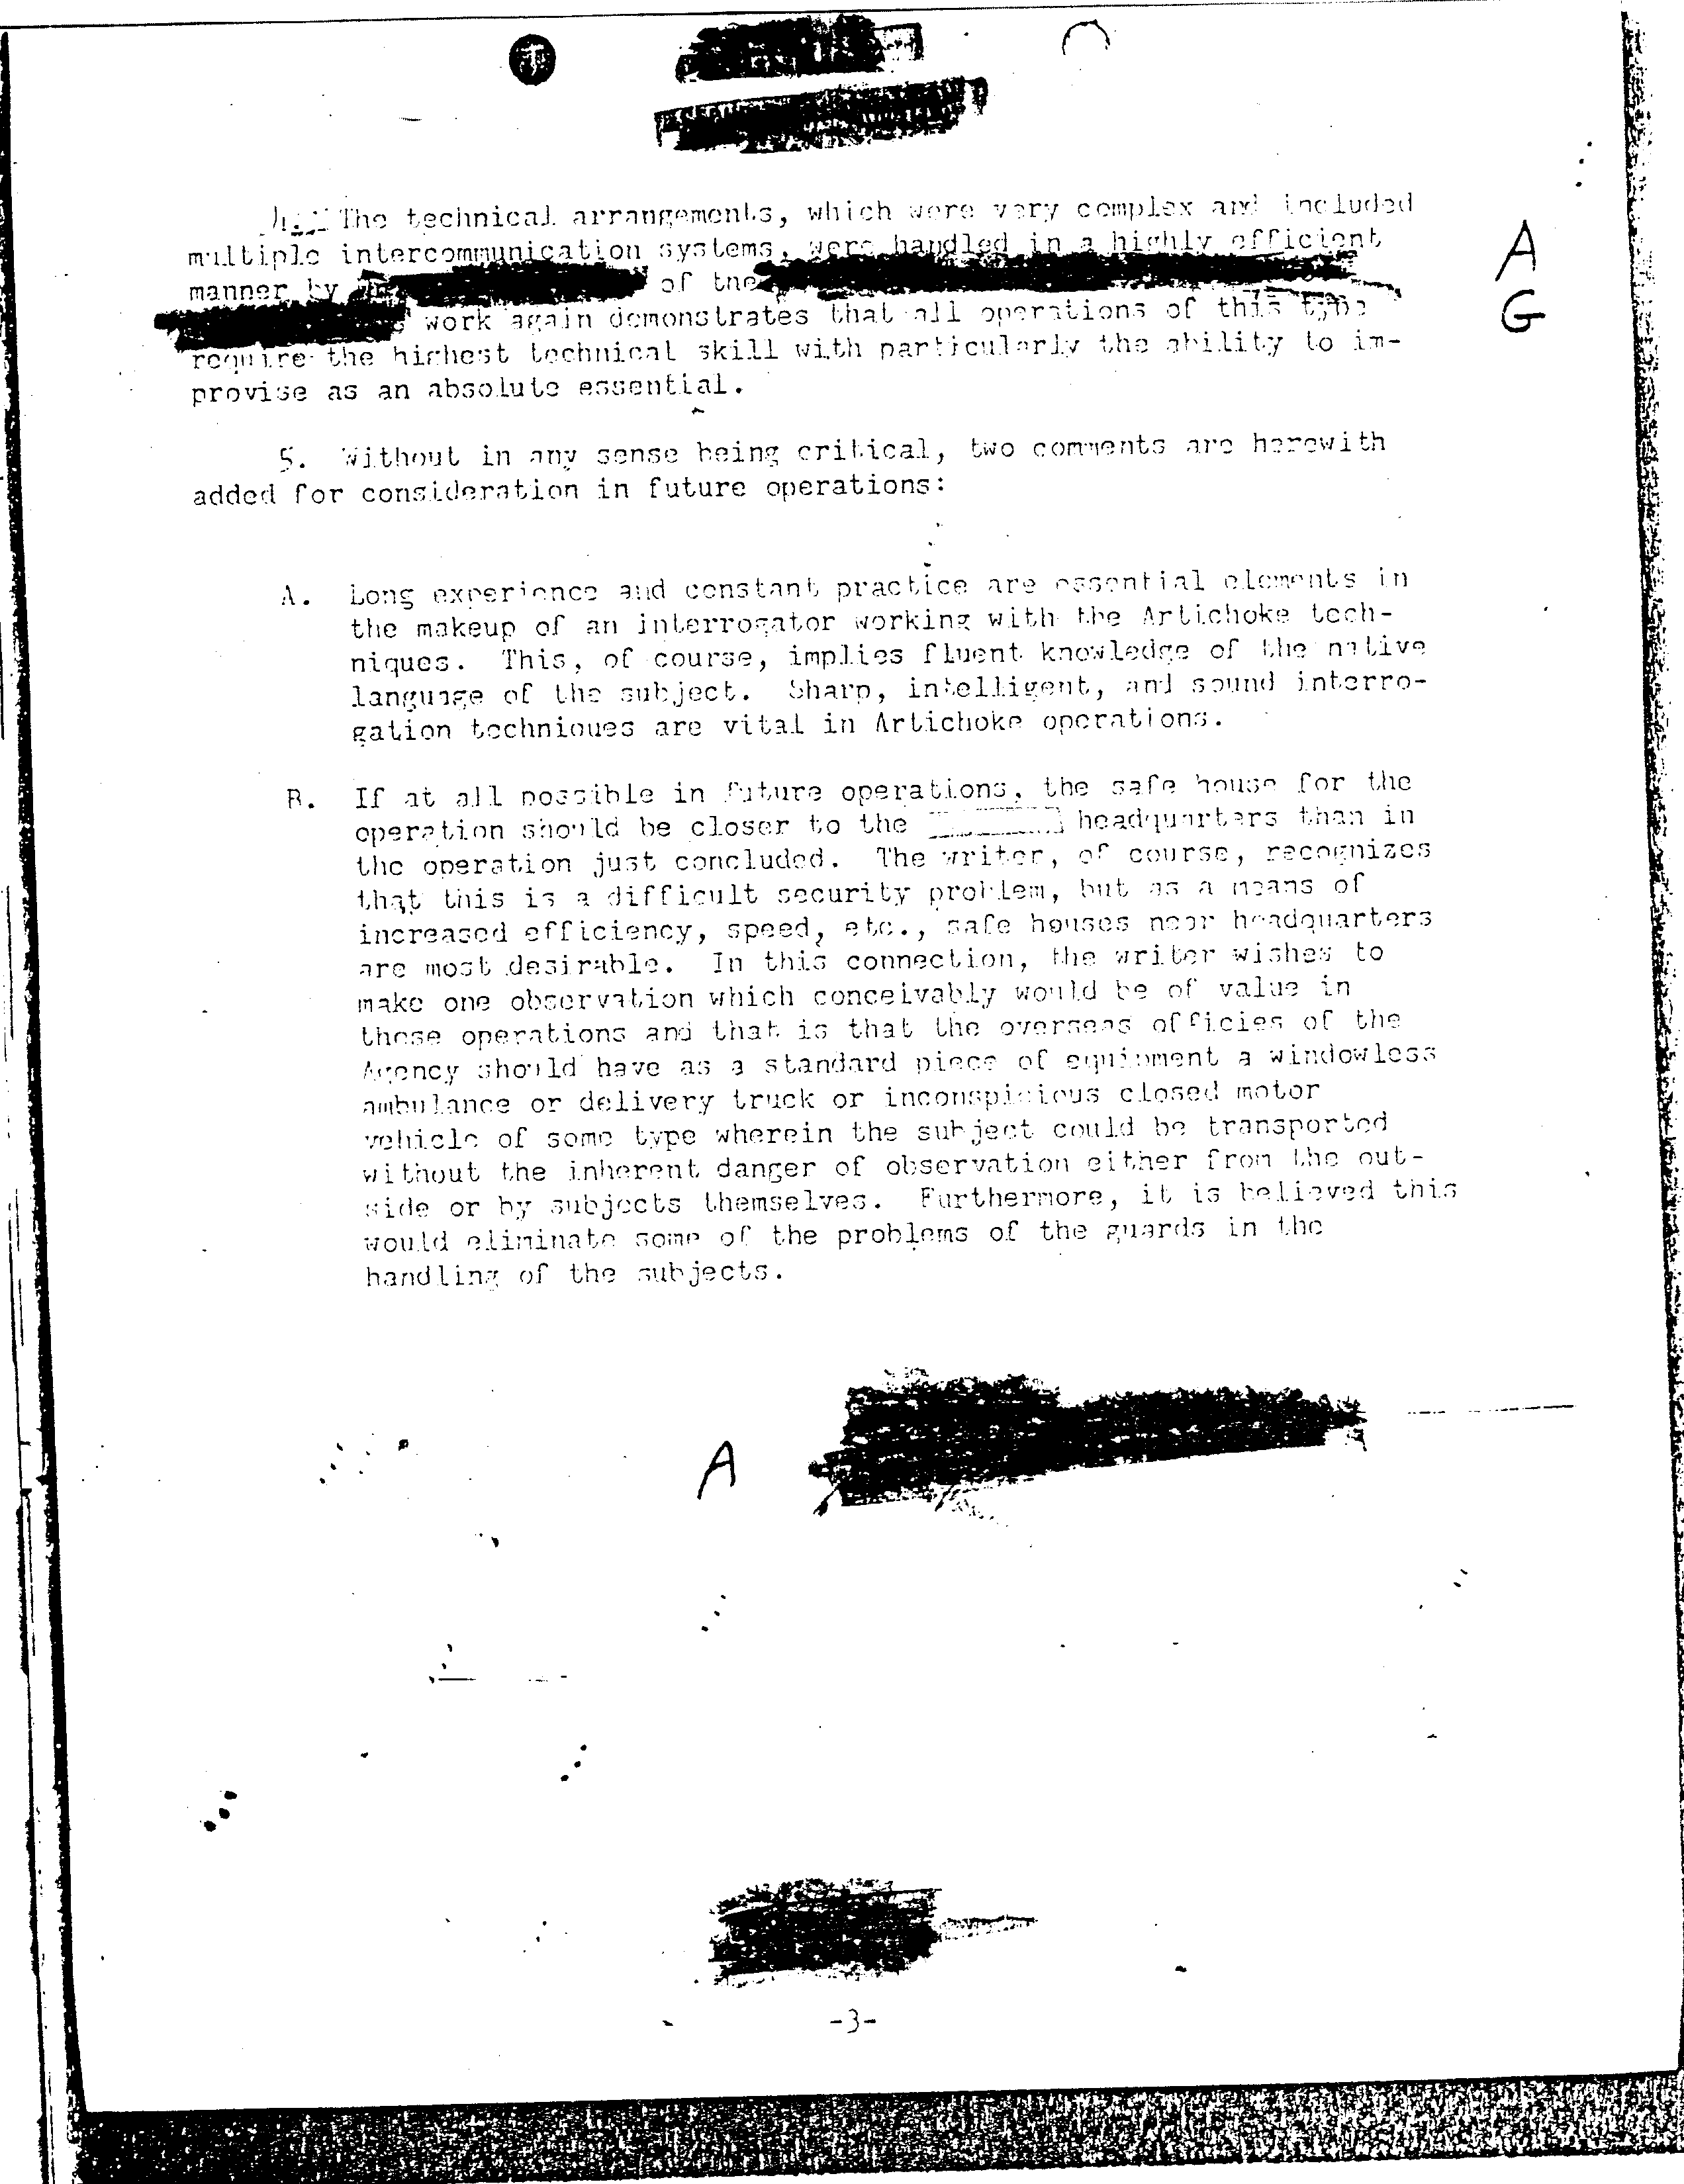 4. The technical arrangements, which were very complex and included
multiple intercommunication systems, were handled in a highly efficient
manner by of the
work again demonstrates that all operations of this type
require the highest technical skill with particularly the ability to im-
provise as an absolute essential.
A
G
5. Without in any sense being critical, two comments are herewith
added for consideration in future operations:
A. Long experience and constant practice are essential elements in
the makeup of an interrogator working with the Artichoke tech-
niques. This, of course, implies fluent knowledge of the native
language of the subject. Sharp, intelligent, and sound interro-
gation techniques are vital in Artichoke operations.
B. If at all possible in future operations, the safe house for the
operation should be closer to the headquarters than in
the operation just concluded. The writer, of course, recognizes
that this is a difficult security problem, but as a means of
increased efficiency, speed, etc., safe houses near headquarters
are most desirable. In this connection, the writer wishes to
make one observation which conceivably would be of value in
these operations and that is that the overseas officies of the
Agency should have as a standard piece of equipment a windowless
ambulance or delivery truck or inconspicious closed motor
vehicle of some type wherein the subject could be transported
without the inherent danger of observation either from the out-
side or by subjects themselves. Furthermore, it is believed this
would eliminate some of the problems of the guards in the
handling of the subjects.
A
-3-